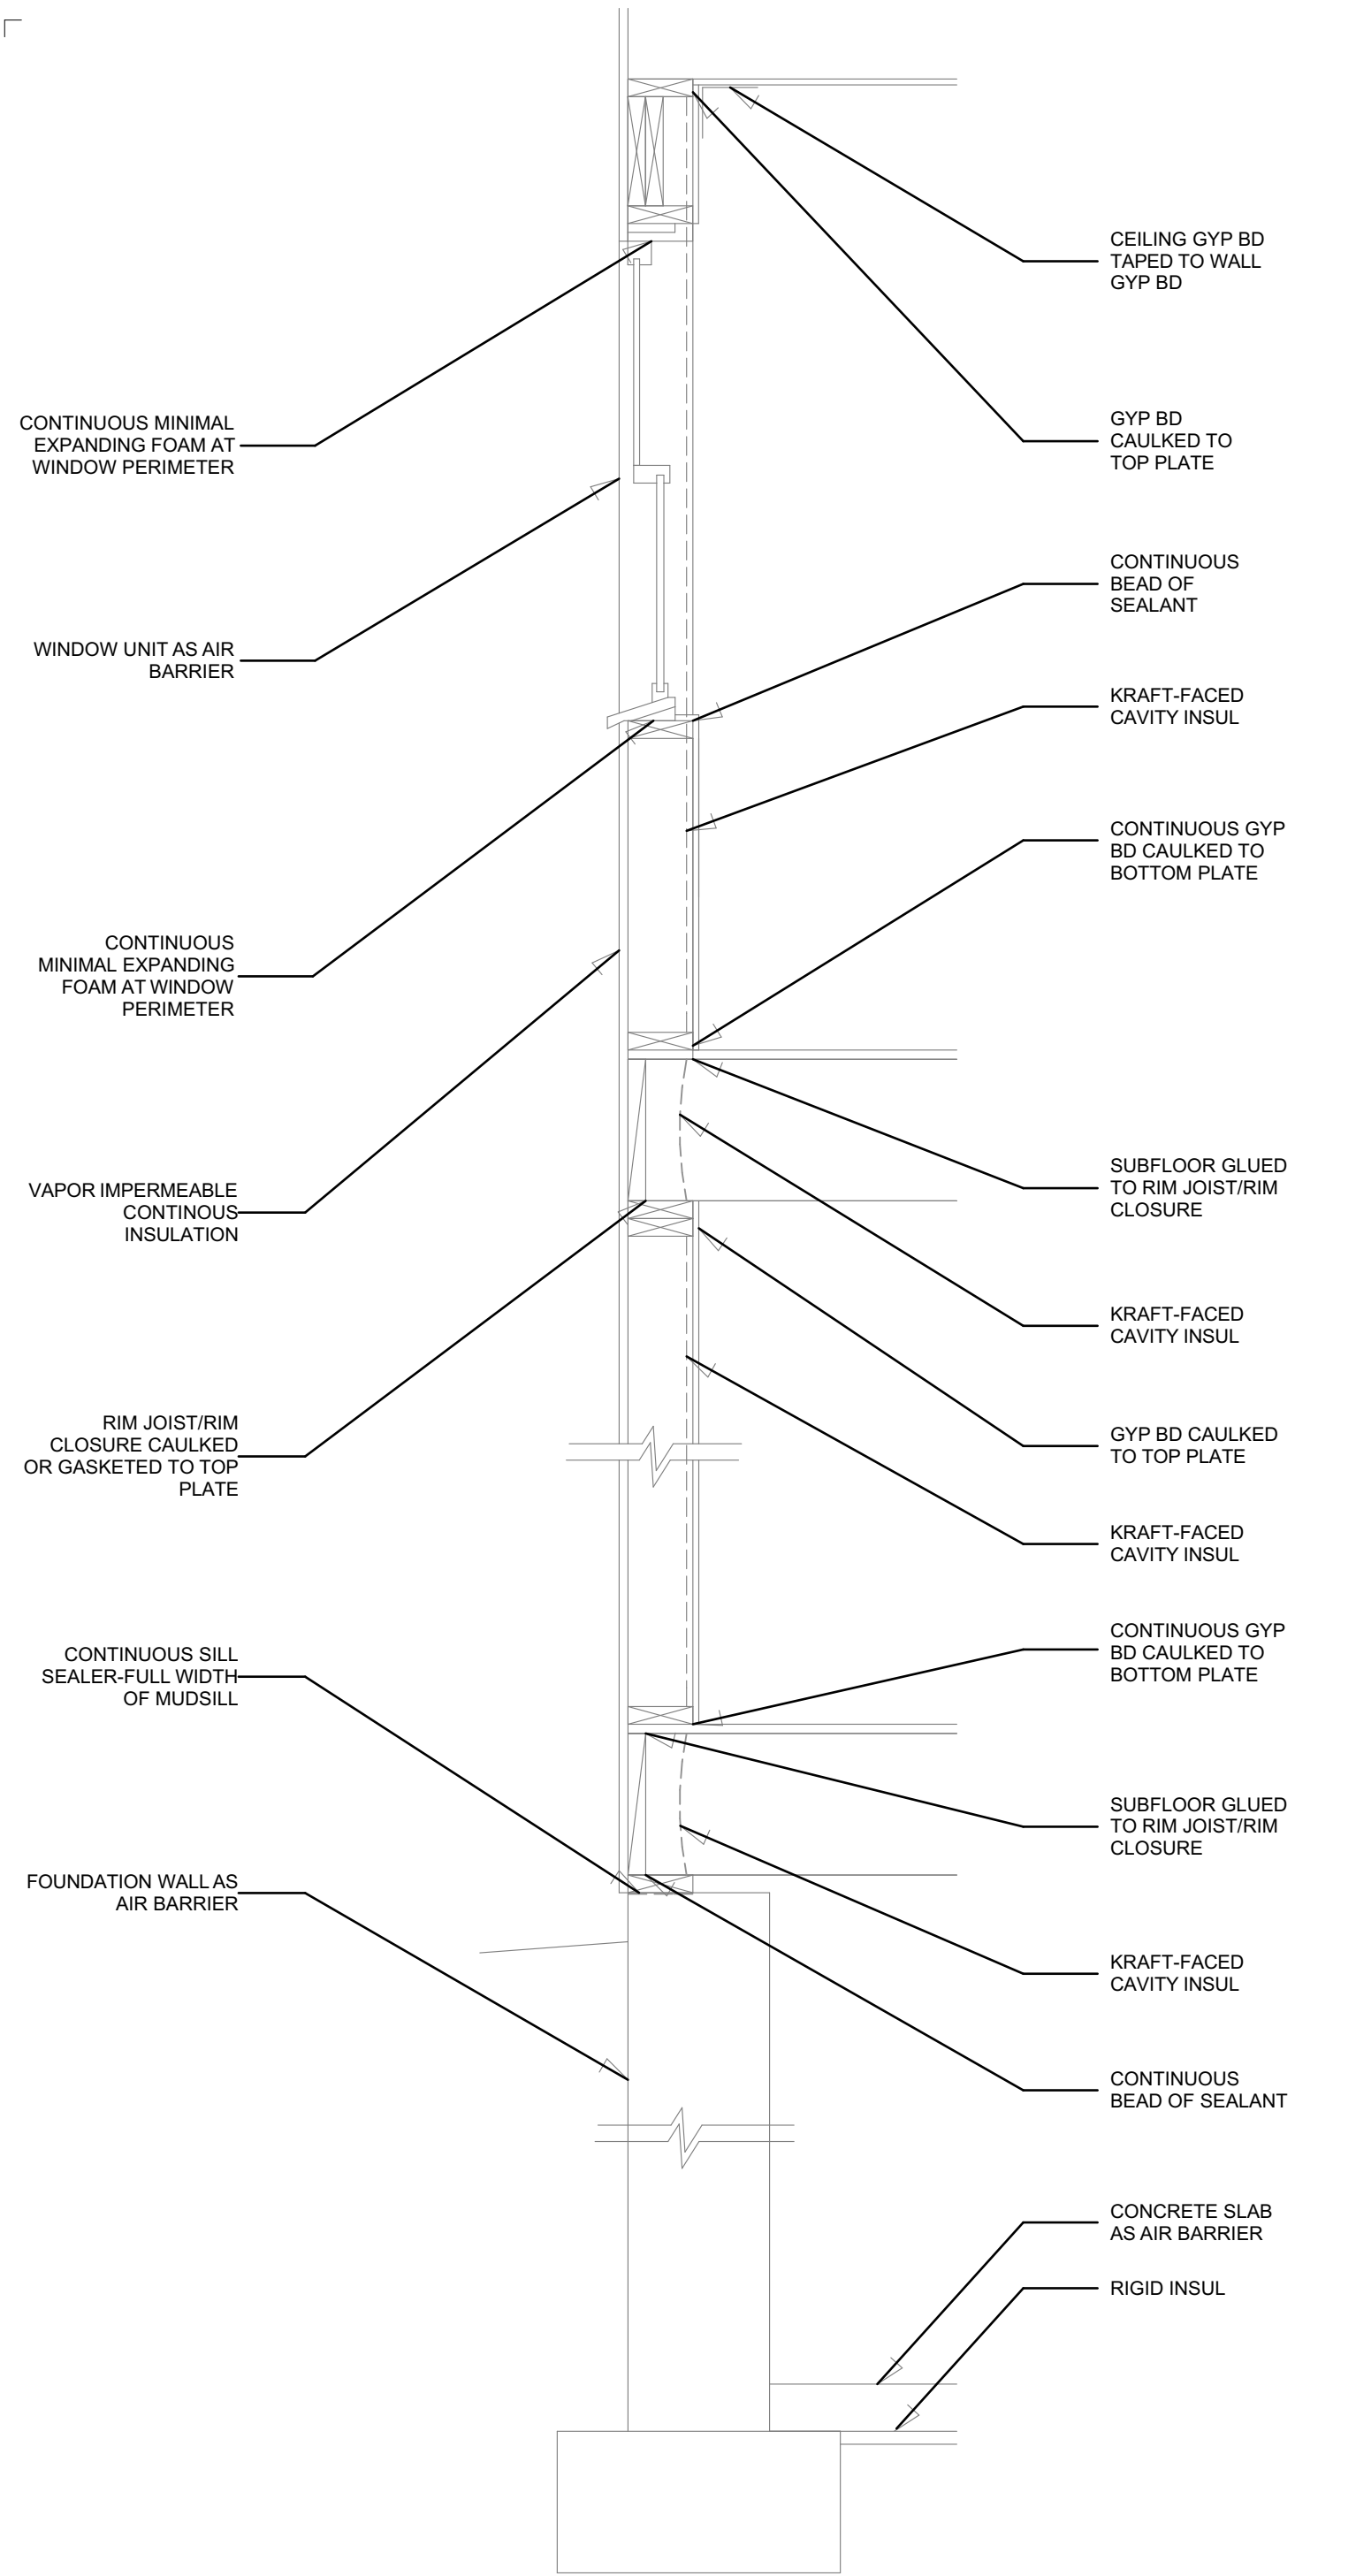 CEILING GYP BD
TAPED TO WALL
GYP BD
CONTINUOUS MINIMAL
EXPANDING FOAM AT
WINDOW PERIMETER
GYP BD
CAULKED TO
TOP PLATE
CONTINUOUS
BEAD OF
SEALANT
WINDOW UNIT AS AIR
BARRIER
KRAFT-FACED
CAVITY INSUL
CONTINUOUS GYP
BD CAULKED TO
BOTTOM PLATE
CONTINUOUS
MINIMAL EXPANDING
FOAM AT WINDOW
PERIMETER
SUBFLOOR GLUED
TO RIM JOIST/RIM
CLOSURE
VAPOR IMPERMEABLE
CONTINOUS
INSULATION
KRAFT-FACED
CAVITY INSUL
RIM JOIST/RIM
CLOSURE CAULKED
OR GASKETED TO TOP
PLATE
GYP BD CAULKED
TO TOP PLATE
KRAFT-FACED
CAVITY INSUL
CONTINUOUS GYP
BD CAULKED TO
BOTTOM PLATE
CONTINUOUS SILL
SEALER-FULL WIDTH
OF MUDSILL
SUBFLOOR GLUED
TO RIM JOIST/RIM
CLOSURE
FOUNDATION WALL AS
AIR BARRIER
KRAFT-FACED
CAVITY INSUL
CONTINUOUS
BEAD OF SEALANT
CONCRETE SLAB
AS AIR BARRIER
RIGID INSUL